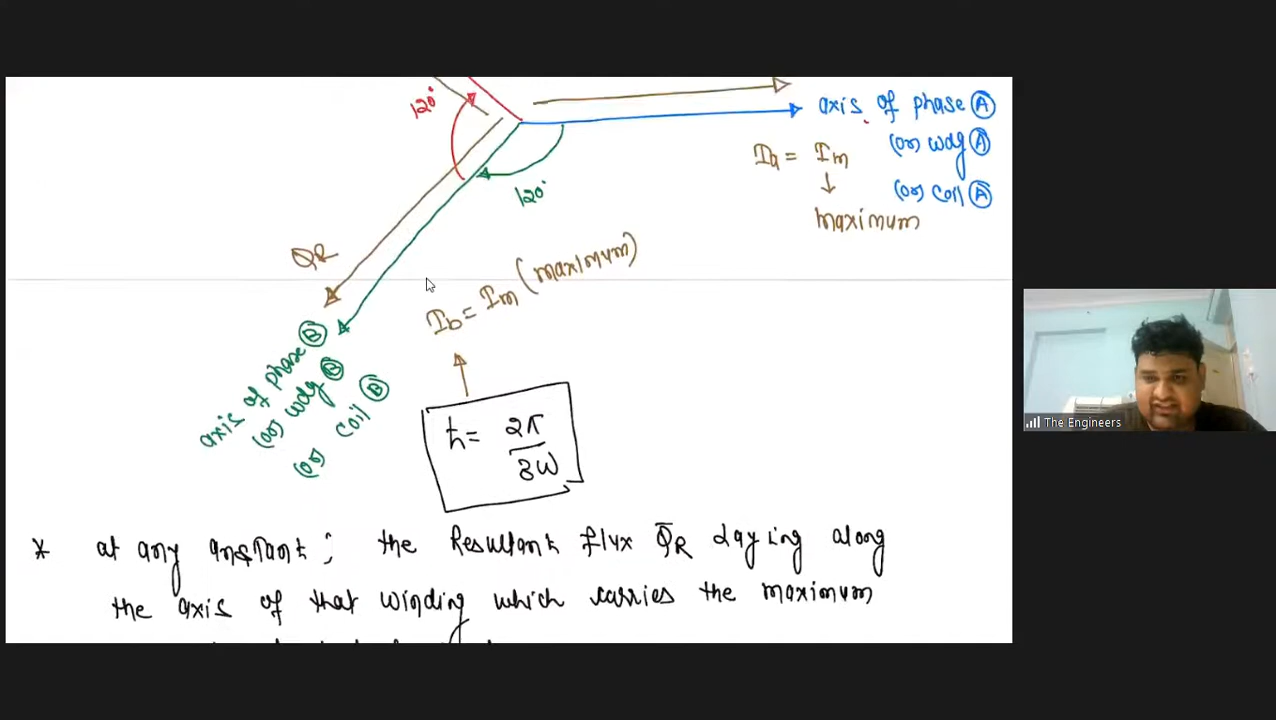 120°
axis of phase A
(or) wdg A
(or) coil A
Ia = Im
↓
maximum
120°
ΦR
Ib = Im (maximum)
axis of phase B
(or) wdg B
(or) coil B
t1 = 2π/3ω
The Engineers
* at any instant; the Resultant flux ΦR laying along
the axis of that winding which carries the maximum